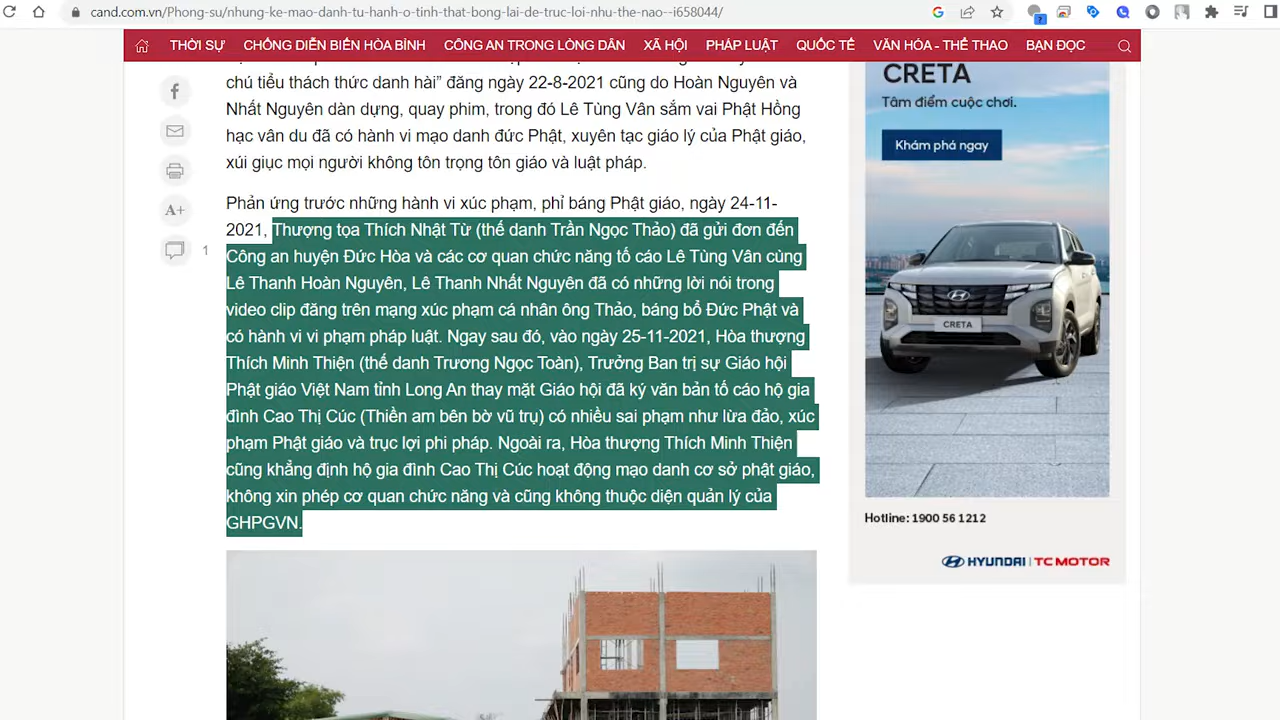 cand.com.vn/Phong-su/nhung-ke-mao-danh-tu-hanh-o-tinh-that-bong-lai-de-truc-loi-nhu-the-nao--i658044/
THỜI SỰ CHỐNG DIỄN BIẾN HÒA BÌNH CÔNG AN TRONG LÒNG DÂN XÃ HỘI PHÁP LUẬT QUỐC TẾ VĂN HÓA - THỂ THAO BẠN ĐỌC
chú tiểu thách thức danh hài” đăng ngày 22-8-2021 cũng do Hoàn Nguyên và
Nhất Nguyên dàn dựng, quay phim, trong đó Lê Tùng Vân sắm vai Phật Hồng
hạc vân du đã có hành vi mạo danh đức Phật, xuyên tạc giáo lý của Phật giáo,
xúi giục mọi người không tôn trọng tôn giáo và luật pháp.
A+
1
Phản ứng trước những hành vi xúc phạm, phỉ báng Phật giáo, ngày 24-11-
2021, Thượng tọa Thích Nhật Từ (thế danh Trần Ngọc Thảo) đã gửi đơn đến
Công an huyện Đức Hòa và các cơ quan chức năng tố cáo Lê Tùng Vân cùng
Lê Thanh Hoàn Nguyên, Lê Thanh Nhất Nguyên đã có những lời nói trong
video clip đăng trên mạng xúc phạm cá nhân ông Thảo, báng bổ Đức Phật và
có hành vi vi phạm pháp luật. Ngay sau đó, vào ngày 25-11-2021, Hòa thượng
Thích Minh Thiện (thế danh Trương Ngọc Toàn), Trưởng Ban trị sự Giáo hội
Phật giáo Việt Nam tỉnh Long An thay mặt Giáo hội đã ký văn bản tố cáo hộ gia
đình Cao Thị Cúc (Thiền am bên bờ vũ trụ) có nhiều sai phạm như lừa đảo, xúc
phạm Phật giáo và trục lợi phi pháp. Ngoài ra, Hòa thượng Thích Minh Thiện
cũng khẳng định hộ gia đình Cao Thị Cúc hoạt động mạo danh cơ sở phật giáo,
không xin phép cơ quan chức năng và cũng không thuộc diện quản lý của
GHPGVN.
CRETA
Tâm điểm cuộc chơi.
Khám phá ngay
CRETA
Hotline: 1900 56 1212
HYUNDAI | TC MOTOR